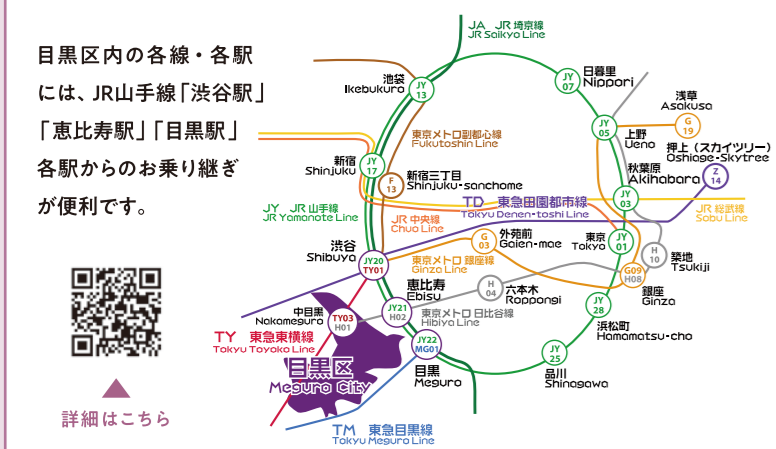 目黒区内の各線・各駅
には、JR山手線「渋谷駅」
「恵比寿駅」「目黒駅」
各駅からのお乗り継ぎ
が便利です。
詳細はこちら
JA JR 埼京線
JR Saikyo Line
池袋
Ikebukuro
JY
13
日暮里
Nippori
JY
07
浅草
Asakusa
G
19
JY
05
上野
Ueno
東京メトロ副都心線
Fukutoshin Line
押上（スカイツリー）
Oshiage-Skytree
Z
14
新宿
Shinjuku
JY
17
F
13
新宿三丁目
Shinjuku-sanchome
秋葉原
Akihabara
JY
03
TD 東急田園都市線
Tokyu Denen-toshi Line
JY JR 山手線
JR Yamanote Line
JR 中央線
Chuo Line
JR 総武線
Sobu Line
渋谷
Shibuya
JY20
TY01
東京メトロ 銀座線
Ginza Line
G
03
外苑前
Gaien-mae
東京
Tokyo
JY
01
H
10
築地
Tsukiji
G09
H08
銀座
Ginza
恵比寿
Ebisu
JY21
H02
H
04
六本木
Roppongi
東京メトロ 日比谷線
Hibiya Line
中目黒
Nakameguro
TY03
H01
JY
28
浜松町
Hamamatsu-cho
TY 東急東横線
Tokyu Toyoko Line
JY22
MG01
目黒
Meguro
JY
25
品川
Shinagawa
目黒区
Meguro City
TM 東急目黒線
Tokyu Meguro Line